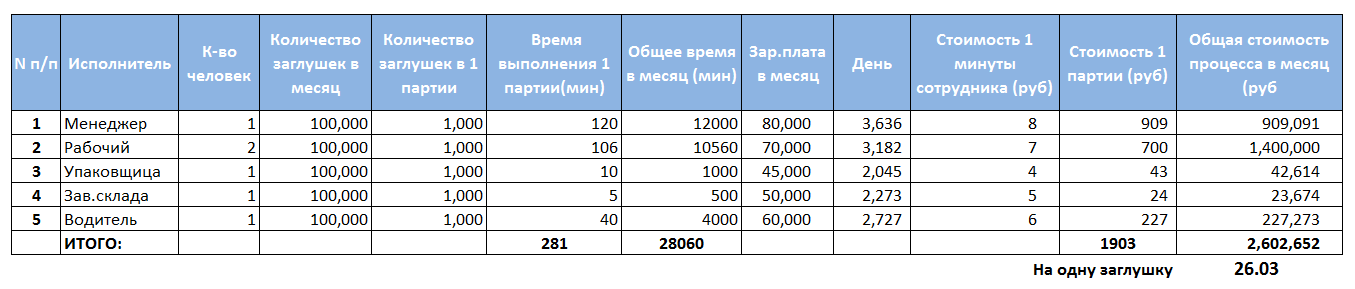 N п/п Исполнитель К-во человек Количество заглушек в месяц Количество заглушек в 1 партии Время выполнения 1 партии(мин) Общее время в месяц (мин) Зар.плата в месяц День Стоимость 1 минуты сотрудника (руб) Стоимость 1 партии (руб) Общая стоимость процесса в месяц (руб
1 Менеджер 1 100,000 1,000 120 12000 80,000 3,636 8 909 909,091
2 Рабочий 2 100,000 1,000 106 10560 70,000 3,182 7 700 1,400,000
3 Упаковщица 1 100,000 1,000 10 1000 45,000 2,045 4 43 42,614
4 Зав.склада 1 100,000 1,000 5 500 50,000 2,273 5 24 23,674
5 Водитель 1 100,000 1,000 40 4000 60,000 2,727 6 227 227,273
ИТОГО: 281 28060 1903 2,602,652
На одну заглушку 26.03